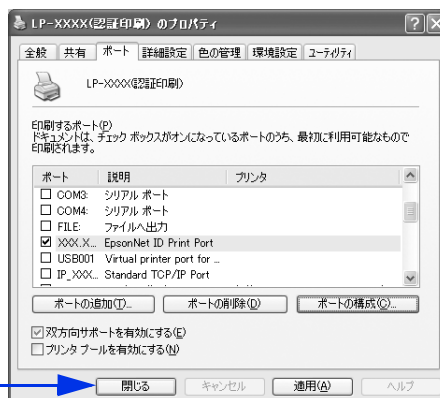 LP-XXXX(認証印刷) のプロパティ
全般 共有 ポート 詳細設定 色の管理 環境設定 ユーティリティ
LP-XXXX(認証印刷)
印刷するポート(P)
ドキュメントは、チェック ボックスがオンになっているポートのうち、最初に利用可能なもので
印刷されます。
ポート 説明 プリンタ
COM3: シリアル ポート
COM4: シリアル ポート
FILE: ファイルへ出力
XXX.X... EpsonNet ID Print Port
USB001 Virtual printer port for ...
IP_XXX... Standard TCP/IP Port
ポートの追加(T)... ポートの削除(D) ポートの構成(C)...
双方向サポートを有効にする(E)
プリンタ プールを有効にする(N)
閉じる キャンセル 適用(A) ヘルプ